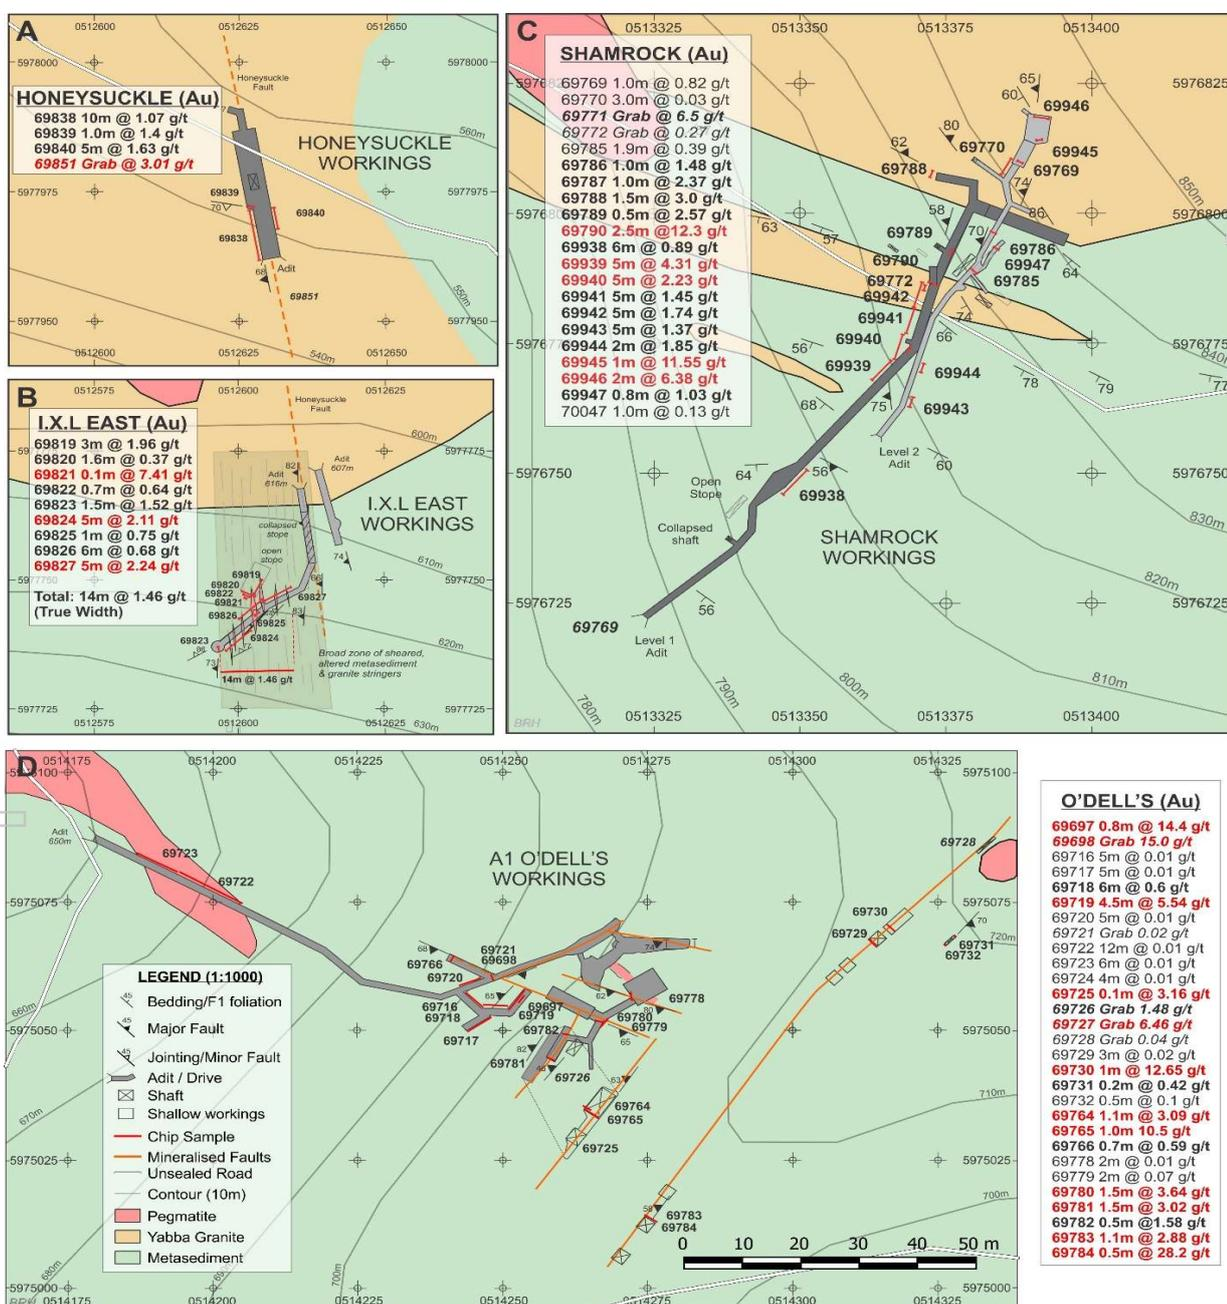 A
0512600
0512625
0512650
5978000
5978000
Honeysuckle
Fault
HONEYSUCKLE (Au)
69838 10m @ 1.07 g/t
69839 1.0m @ 1.4 g/t
69840 5m @ 1.63 g/t
69851 Grab @ 3.01 g/t
560m
HONEYSUCKLE
WORKINGS
5977975
5977975
69839
70
69840
69838
Adit
68
69851
550m
5977950
5977950
540m
0512600
0512625
0512650
B
0512575
0512625
Honeysuckle
Fault
I.X.L EAST (Au)
69819 3m @ 1.96 g/t
69820 1.6m @ 0.37 g/t
69821 0.1m @ 7.41 g/t
69822 0.7m @ 0.64 g/t
69823 1.5m @ 1.52 g/t
69824 5m @ 2.11 g/t
69825 1m @ 0.75 g/t
69826 6m @ 0.68 g/t
69827 5m @ 2.24 g/t
Total: 14m @ 1.46 g/t
(True Width)
600m
5977775
82
Adit
616m
Adit
607m
I.X.L EAST
WORKINGS
collapsed
stope
open
stope
74
610m
5977750
69819
69820
69822
69821
69826
66
69827
83
69825
69824
69823
77
73
620m
Broad zone of sheared,
altered metasediment
& granite stringers
14m @ 1.46 g/t
5977725
5977725
0512575
0512600
0512625
630m
C
0513325
0513350
0513375
0513400
5976825
SHAMROCK (Au)
69769 1.0m @ 0.82 g/t
69770 3.0m @ 0.03 g/t
69771 Grab @ 6.5 g/t
69772 Grab @ 0.27 g/t
69785 1.9m @ 0.39 g/t
69786 1.0m @ 1.48 g/t
69787 1.0m @ 2.37 g/t
69788 1.5m @ 3.0 g/t
69789 0.5m @ 2.57 g/t
69790 2.5m @12.3 g/t
69938 6m @ 0.89 g/t
69939 5m @ 4.31 g/t
69940 5m @ 2.23 g/t
69941 5m @ 1.45 g/t
69942 5m @ 1.74 g/t
69943 5m @ 1.37 g/t
69944 2m @ 1.85 g/t
69945 1m @ 11.55 g/t
69946 2m @ 6.38 g/t
69947 0.8m @ 1.03 g/t
70047 1.0m @ 0.13 g/t
65
60
69946
80
62
69770
69945
69788
69769
74
850m
58
86
63
57
69789
70
69786
69790
69947
64
69772
69785
69942
74
69941
66
56
69940
69939
69944
78
79
77
840m
5976775
68
75
69943
Level 2
Adit
60
64
56
5976750
Open
Stope
69938
830m
Collapsed
shaft
SHAMROCK
WORKINGS
820m
56
5976725
69769
Level 1
Adit
810m
800m
790m
780m
BRH
0513325
0513350
0513375
0513400
D
0514175
0514200
0514225
0514250
0514275
0514300
0514325
5975100
Adit
650m
69723
69722
A1 O'DELL'S
WORKINGS
69728
5975075
69730
70
69729
69731
69732
720m
68
69721
69698
74
69766
69720
65
62
69778
69716
69697
69718
69719
69780
80
69717
69782
69779
5975050
65
660m
69781
82
69726
63
69764
69765
710m
670m
69725
5975025
5975025
700m
69783
69784
LEGEND (1:1000)
45
Bedding/F1 foliation
45
Major Fault
45
Jointing/Minor Fault
Adit / Drive
Shaft
Shallow workings
Chip Sample
Mineralised Faults
Unsealed Road
Contour (10m)
Pegmatite
Yabba Granite
Metasediment
0 10 20 30 40 50 m
680m
700m
5975000
5975000
BRH
0514175
0514200
0514225
0514250
0514275
0514300
0514325
O'DELL'S (Au)
69697 0.8m @ 14.4 g/t
69698 Grab 15.0 g/t
69716 5m @ 0.01 g/t
69717 5m @ 0.01 g/t
69718 6m @ 0.6 g/t
69719 4.5m @ 5.54 g/t
69720 5m @ 0.01 g/t
69721 Grab 0.02 g/t
69722 12m @ 0.01 g/t
69723 6m @ 0.01 g/t
69724 4m @ 0.01 g/t
69725 0.1m @ 3.16 g/t
69726 Grab 1.48 g/t
69727 Grab 6.46 g/t
69728 Grab 0.04 g/t
69729 3m @ 0.02 g/t
69730 1m @ 12.65 g/t
69731 0.2m @ 0.42 g/t
69732 0.5m @ 0.1 g/t
69764 1.1m @ 3.09 g/t
69765 1.0m 10.5 g/t
69766 0.7m @ 0.59 g/t
69778 2m @ 0.01 g/t
69779 2m @ 0.07 g/t
69780 1.5m @ 3.64 g/t
69781 1.5m @ 3.02 g/t
69782 0.5m @1.58 g/t
69783 1.1m @ 2.88 g/t
69784 0.5m @ 28.2 g/t